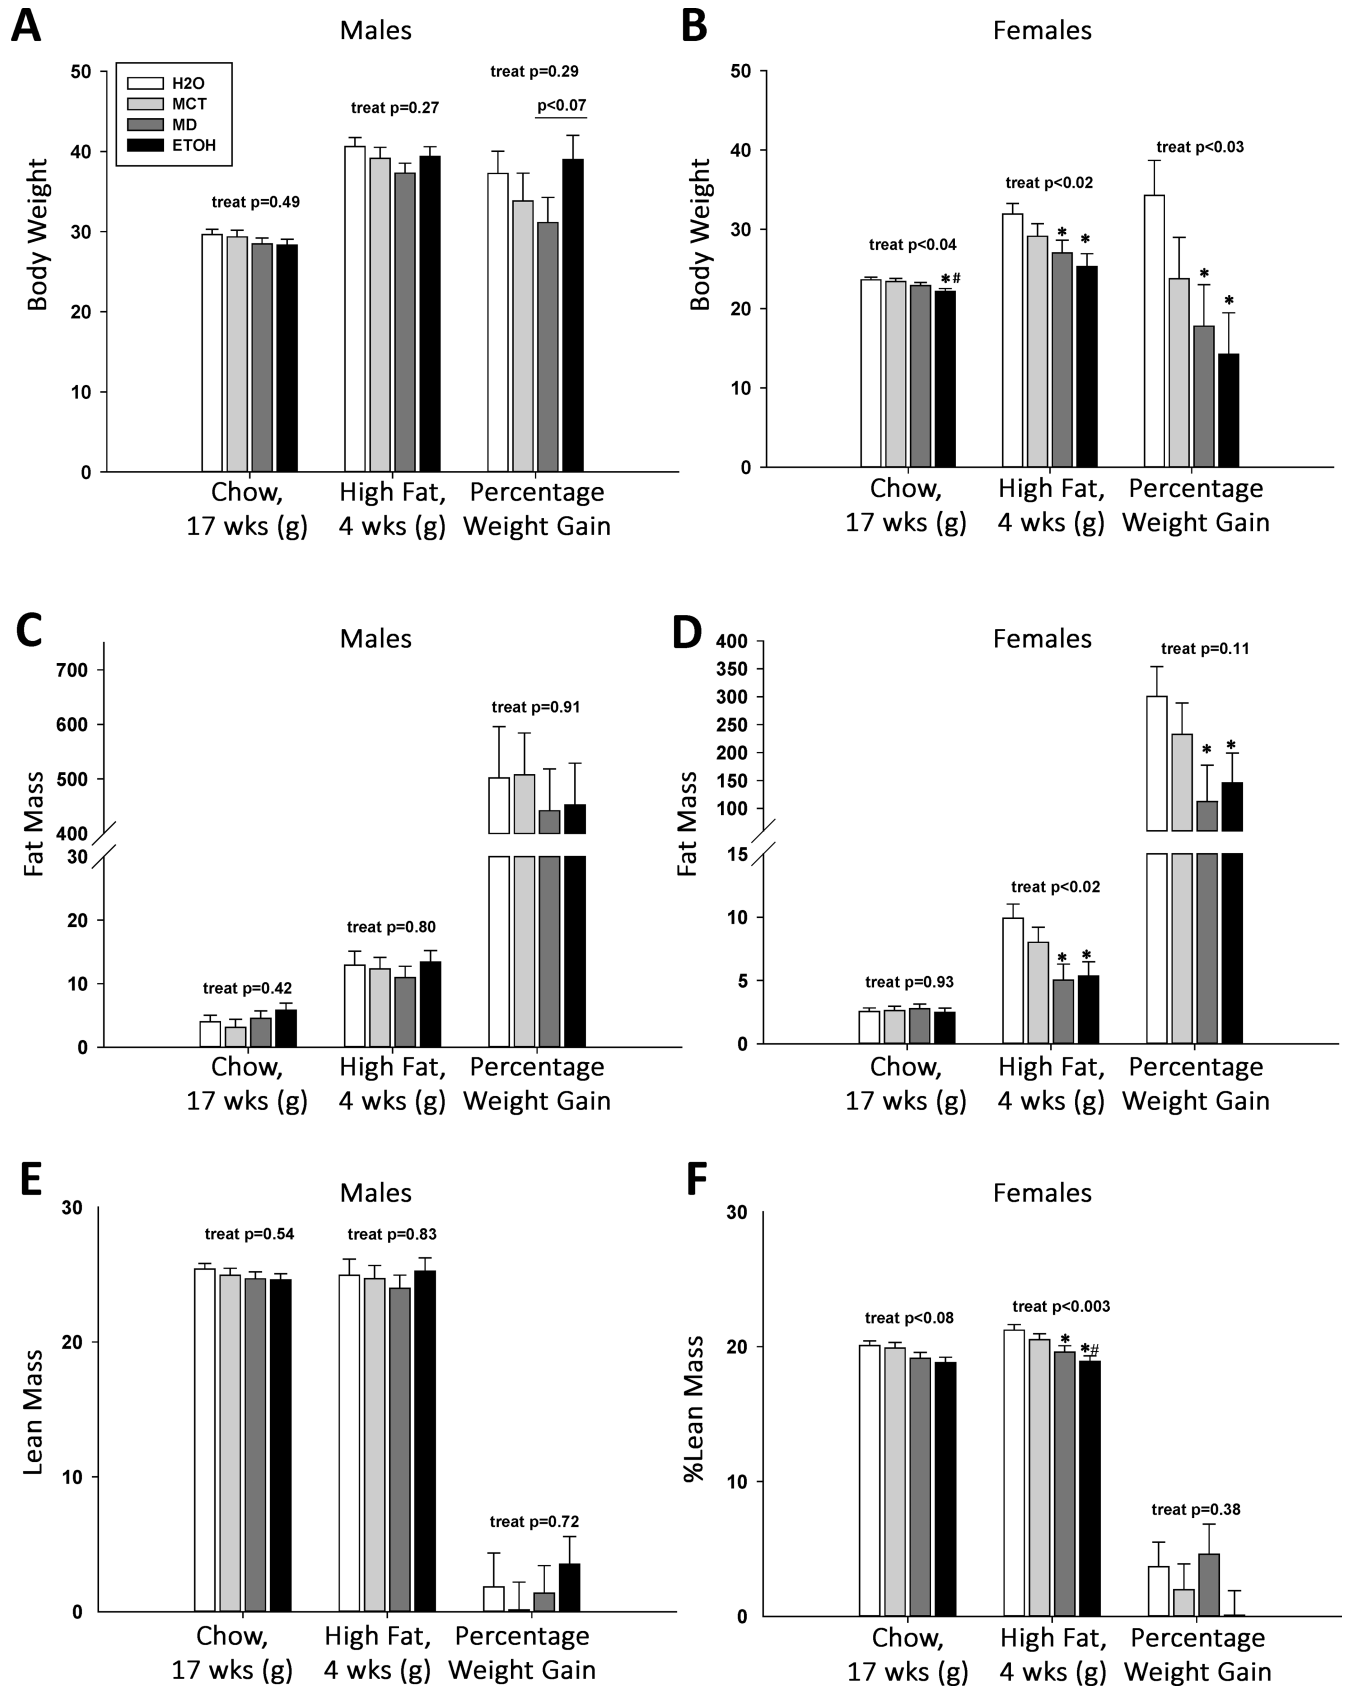 A
Males
Body Weight
50
40
30
20
10
0
H2O
MCT
MD
ETOH
treat p=0.49
treat p=0.27
treat p=0.29
p<0.07
Chow,
17 wks (g)
High Fat,
4 wks (g)
Percentage
Weight Gain
B
Females
Body Weight
50
40
30
20
10
0
treat p<0.04
*#
treat p<0.02
*
*
treat p<0.03
*
*
Chow,
17 wks (g)
High Fat,
4 wks (g)
Percentage
Weight Gain
C
Males
Fat Mass
700
600
500
400
30
20
10
0
treat p=0.42
treat p=0.80
treat p=0.91
Chow,
17 wks (g)
High Fat,
4 wks (g)
Percentage
Weight Gain
D
Females
Fat Mass
400
350
300
250
200
150
100
15
10
5
0
treat p=0.93
treat p<0.02
*
*
treat p=0.11
*
*
Chow,
17 wks (g)
High Fat,
4 wks (g)
Percentage
Weight Gain
E
Males
Lean Mass
30
20
10
0
treat p=0.54
treat p=0.83
treat p=0.72
Chow,
17 wks (g)
High Fat,
4 wks (g)
Percentage
Weight Gain
F
Females
%Lean Mass
30
20
10
0
treat p<0.08
treat p<0.003
*
*#
treat p=0.38
Chow,
17 wks (g)
High Fat,
4 wks (g)
Percentage
Weight Gain